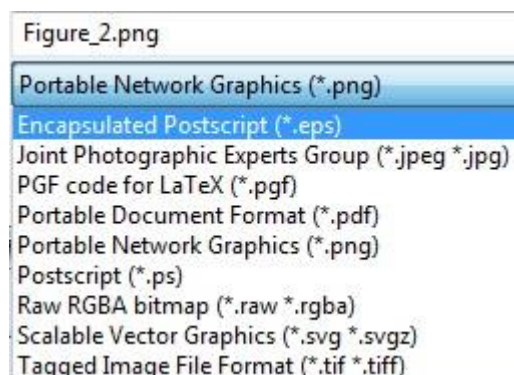 Figure_2.png
Portable Network Graphics (*.png)
Encapsulated Postscript (*.eps)
Joint Photographic Experts Group (*.jpeg *.jpg)
PGF code for LaTeX (*.pgf)
Portable Document Format (*.pdf)
Portable Network Graphics (*.png)
Postscript (*.ps)
Raw RGBA bitmap (*.raw *.rgba)
Scalable Vector Graphics (*.svg *.svgz)
Tagged Image File Format (*.tif *.tiff)